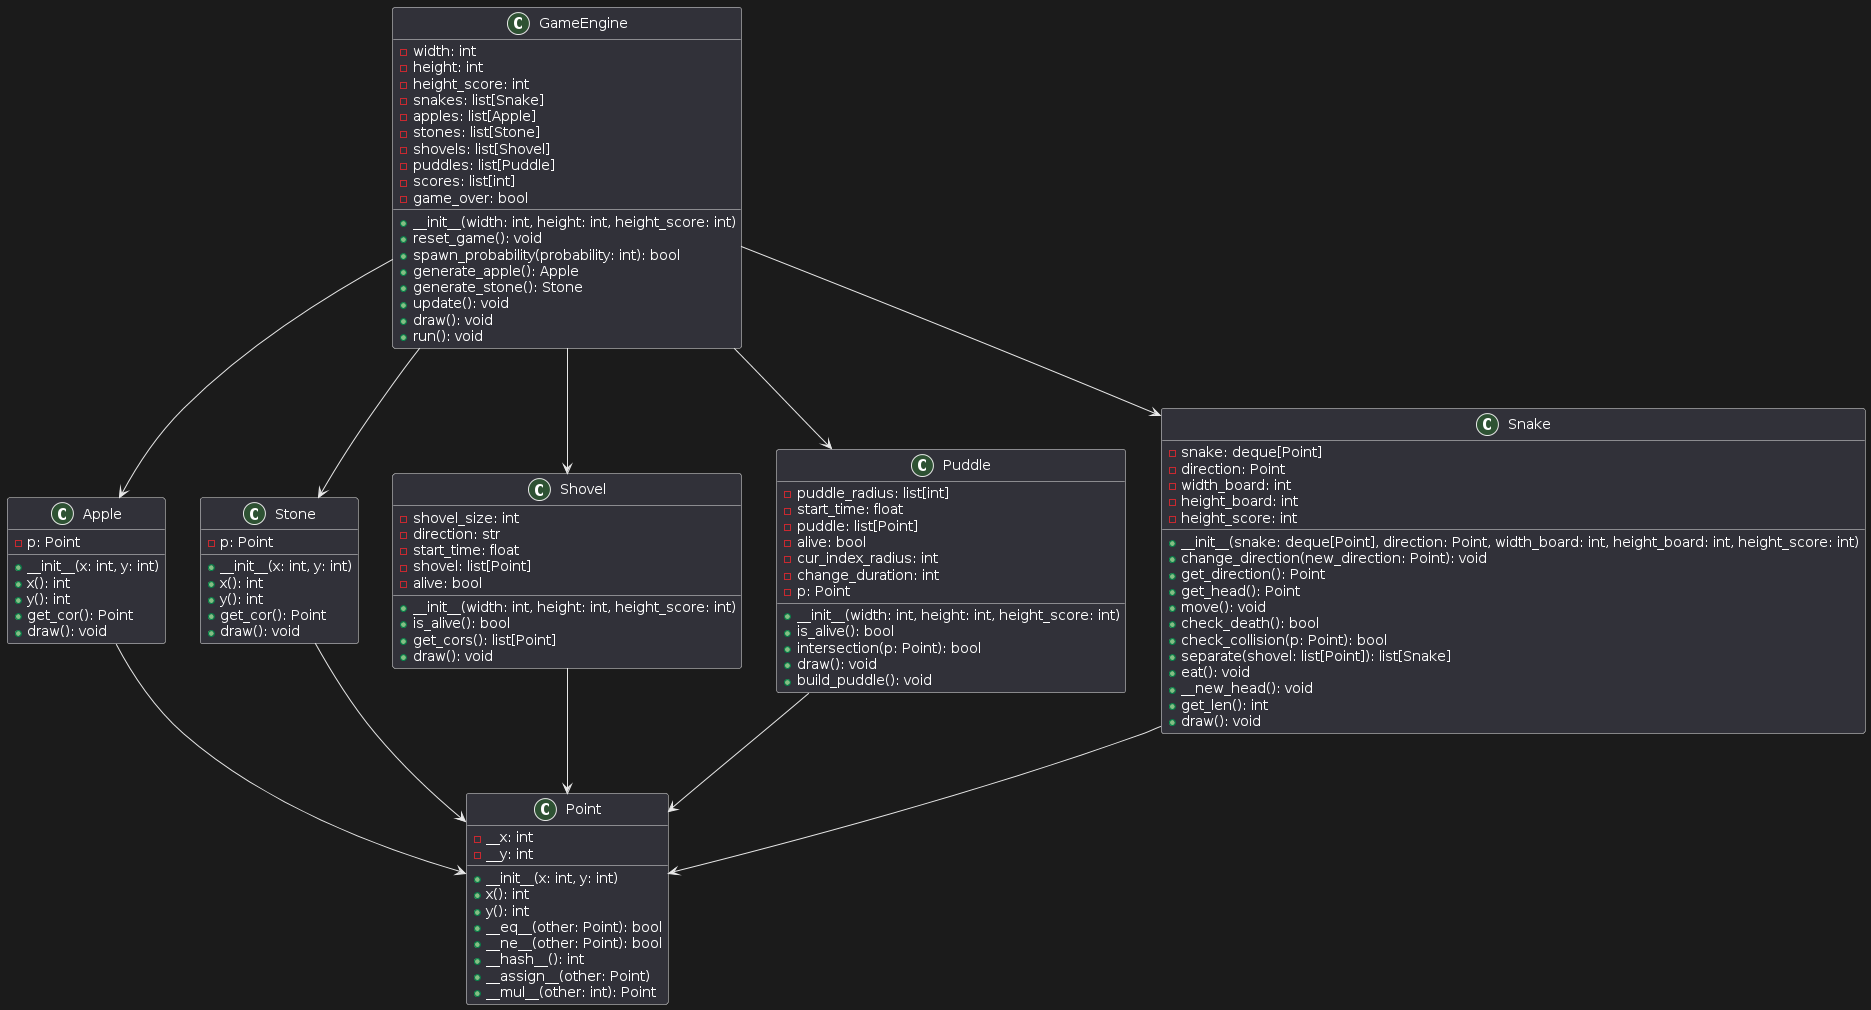 C GameEngine
width: int
height: int
height_score: int
snakes: list[Snake]
apples: list[Apple]
stones: list[Stone]
shovels: list[Shovel]
puddles: list[Puddle]
scores: list[int]
game_over: bool
__init__(width: int, height: int, height_score: int)
reset_game(): void
spawn_probability(probability: int): bool
generate_apple(): Apple
generate_stone(): Stone
update(): void
draw(): void
run(): void
C Apple
p: Point
__init__(x: int, y: int)
x(): int
y(): int
get_cor(): Point
draw(): void
C Stone
p: Point
__init__(x: int, y: int)
x(): int
y(): int
get_cor(): Point
draw(): void
C Shovel
shovel_size: int
direction: str
start_time: float
shovel: list[Point]
alive: bool
__init__(width: int, height: int, height_score: int)
is_alive(): bool
get_cors(): list[Point]
draw(): void
C Puddle
puddle_radius: list[int]
start_time: float
puddle: list[Point]
alive: bool
cur_index_radius: int
change_duration: int
p: Point
__init__(width: int, height: int, height_score: int)
is_alive(): bool
intersection(p: Point): bool
draw(): void
build_puddle(): void
C Snake
snake: deque[Point]
direction: Point
width_board: int
height_board: int
height_score: int
__init__(snake: deque[Point], direction: Point, width_board: int, height_board: int, height_score: int)
change_direction(new_direction: Point): void
get_direction(): Point
get_head(): Point
move(): void
check_death(): bool
check_collision(p: Point): bool
separate(shovel: list[Point]): list[Snake]
eat(): void
__new_head(): void
get_len(): int
draw(): void
C Point
__x: int
__y: int
__init__(x: int, y: int)
x(): int
y(): int
__eq__(other: Point): bool
__ne__(other: Point): bool
__hash__(): int
__assign__(other: Point)
__mul__(other: int): Point